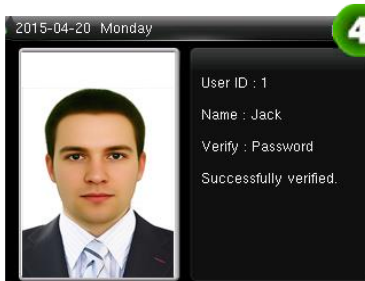 2015-04-20 Monday
4
User ID : 1
Name : Jack
Verify : Password
Successfully verified.